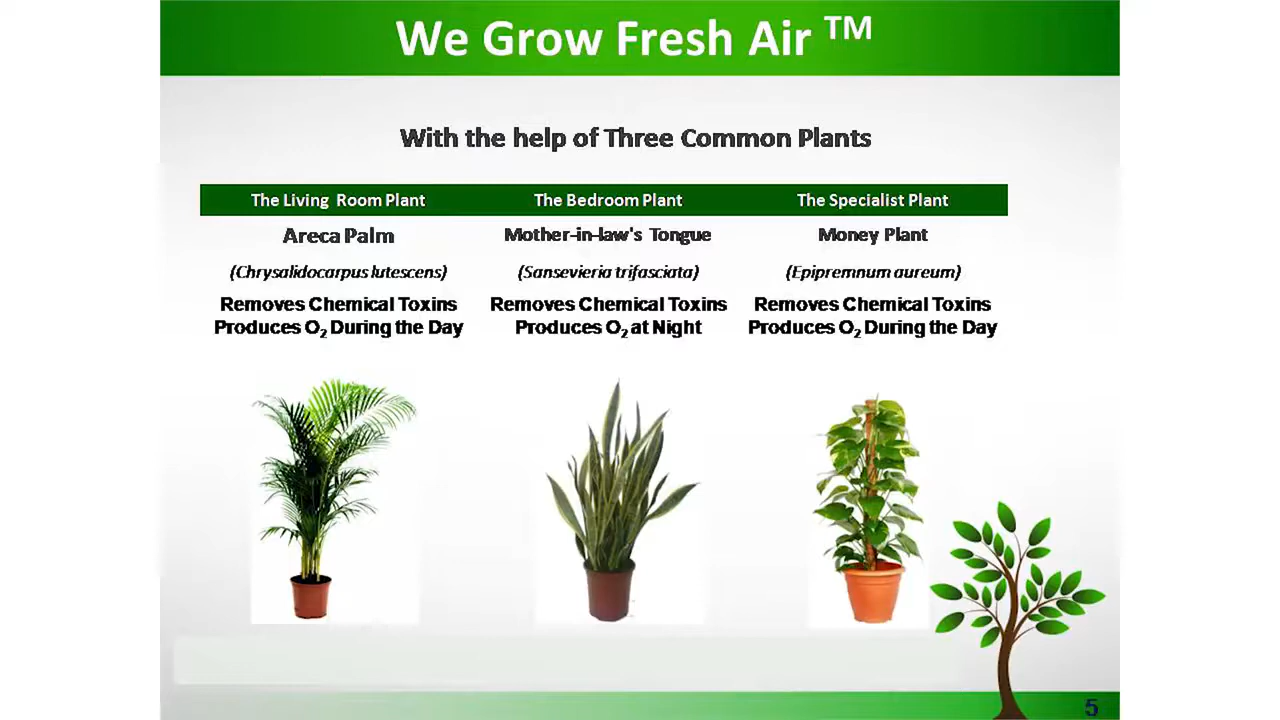 We Grow Fresh Air TM
With the help of Three Common Plants
The Living Room Plant The Bedroom Plant The Specialist Plant
Areca Palm Mother-in-law's Tongue Money Plant
(Chrysalidocarpus lutescens) (Sansevieria trifasciata) (Epipremnum aureum)
Removes Chemical Toxins Removes Chemical Toxins Removes Chemical Toxins
Produces O2 During the Day Produces O2 at Night Produces O2 During the Day
5